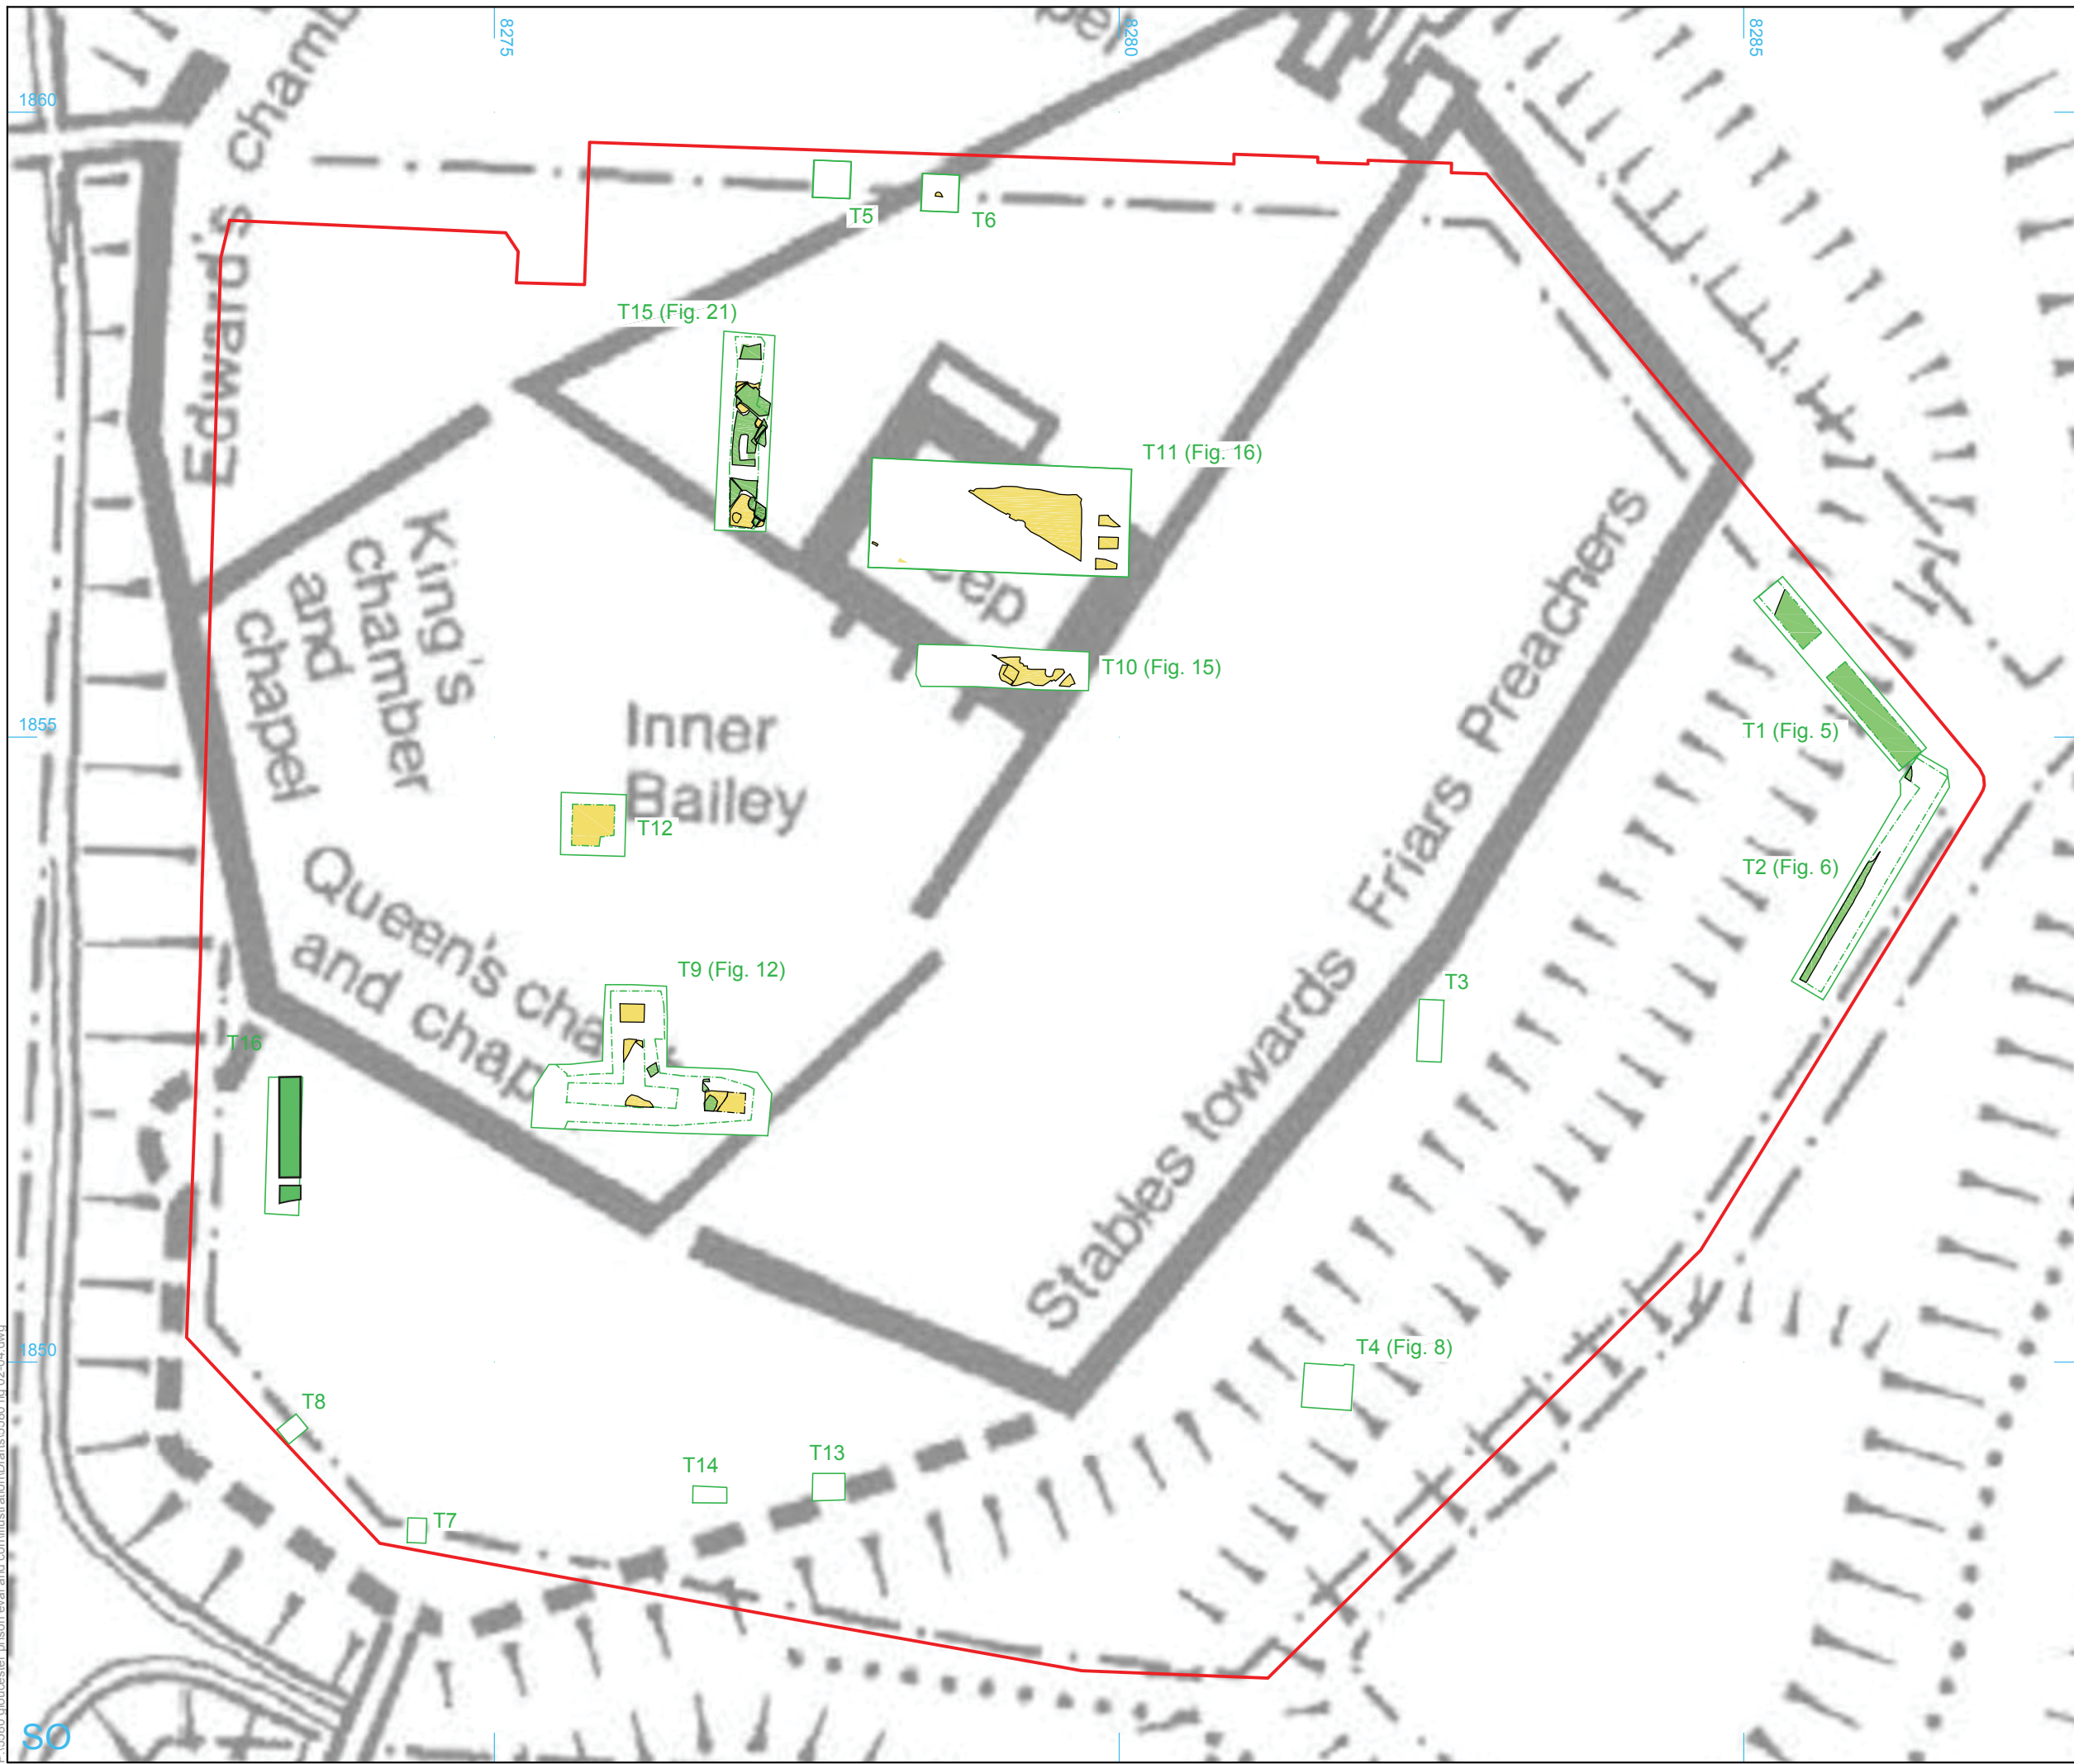 8275
8280
8285
1860
Edward's chamb
T5
T6
T15 (Fig. 21)
T11 (Fig. 16)
King's
chamber
and
chapel
eep
T10 (Fig. 15)
Inner
Bailey
T12
1855
T1 (Fig. 5)
T2 (Fig. 6)
Queen's cha
and chap
T9 (Fig. 12)
T3
Stables towards Friars Preachers
T16
T4 (Fig. 8)
1850
T8
T14
T13
T7
SO